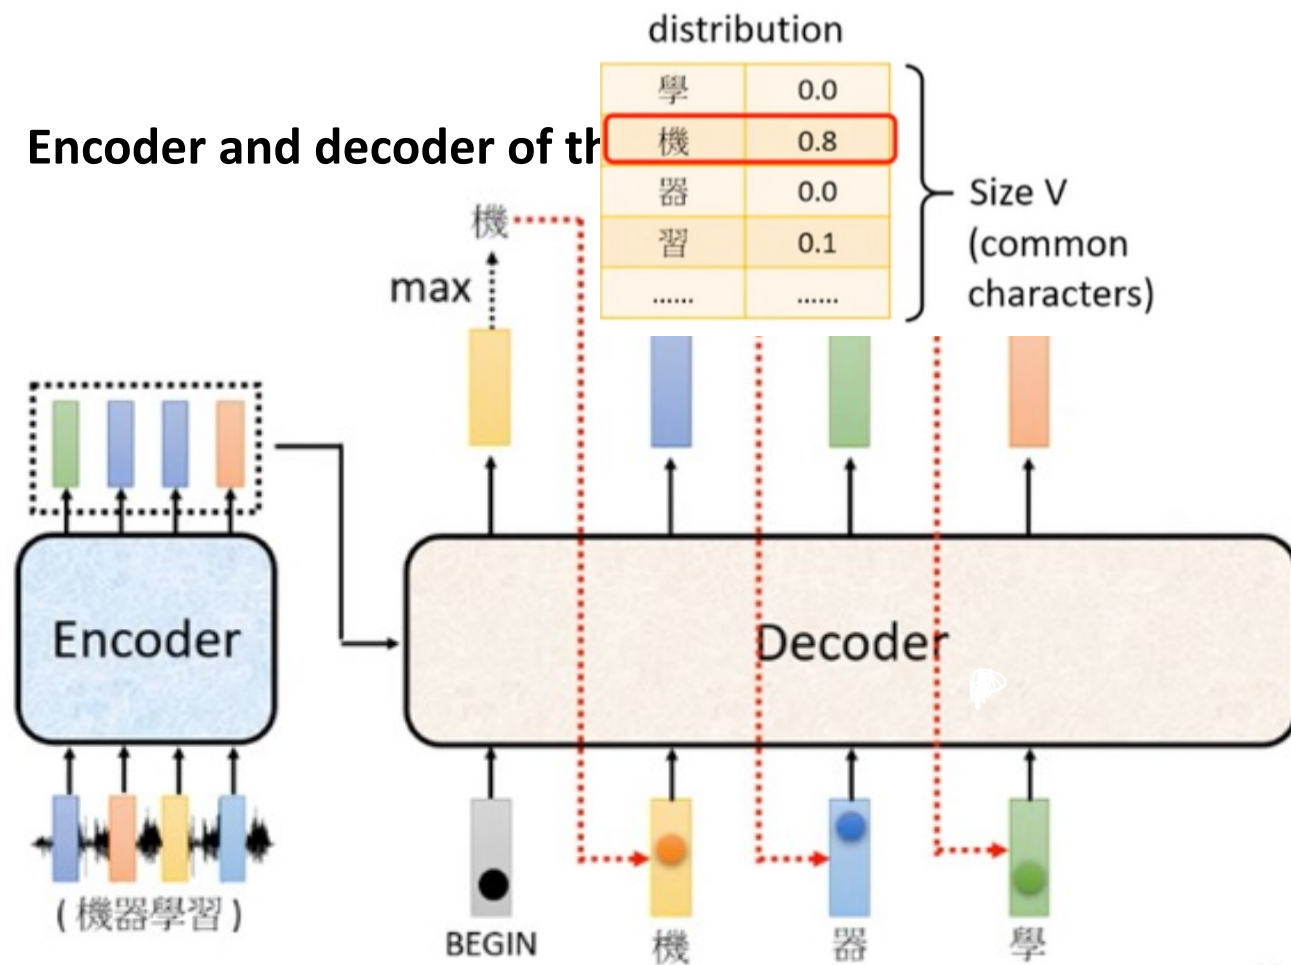 distribution
學 0.0
機 0.8
器 0.0
習 0.1
...... ......
Size V
(common
characters)
Encoder and decoder of th
機
max
Encoder
Decoder
(機器學習)
BEGIN
機
器
學